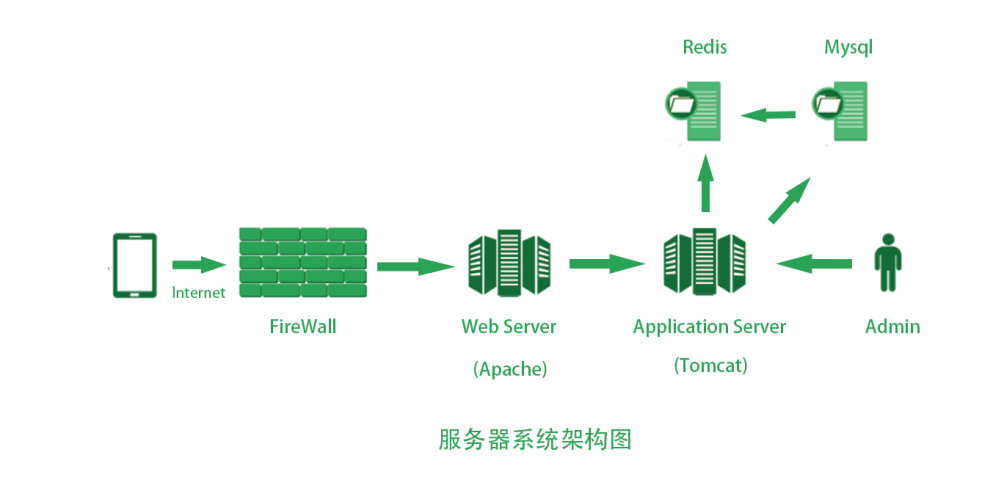 Redis
Mysql
Internet
FireWall
Web Server
(Apache)
Application Server
(Tomcat)
Admin
服务器系统架构图